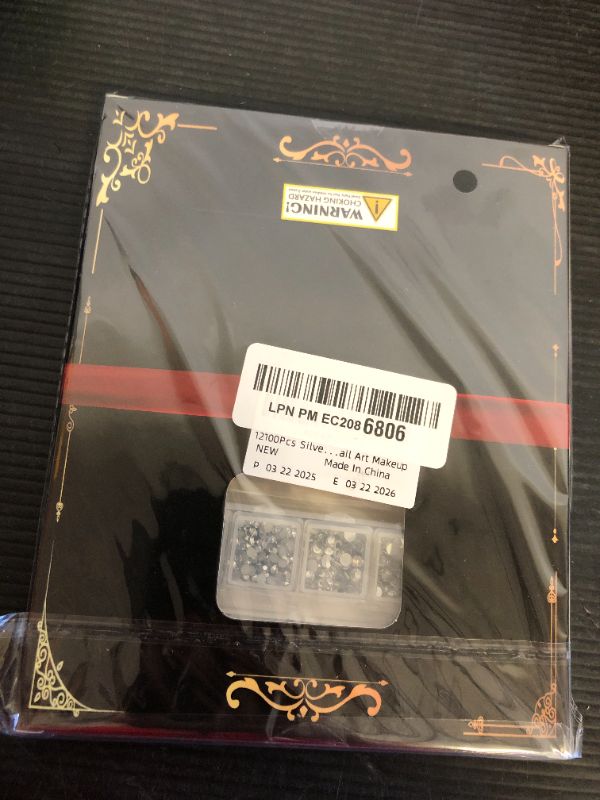 WARNING!
CHOKING HAZARD
LPN PM EC208 6806
12100Pcs Silve...ail Art Makeup
NEW Made In China
P 03 22 2025 E 03 22 2026